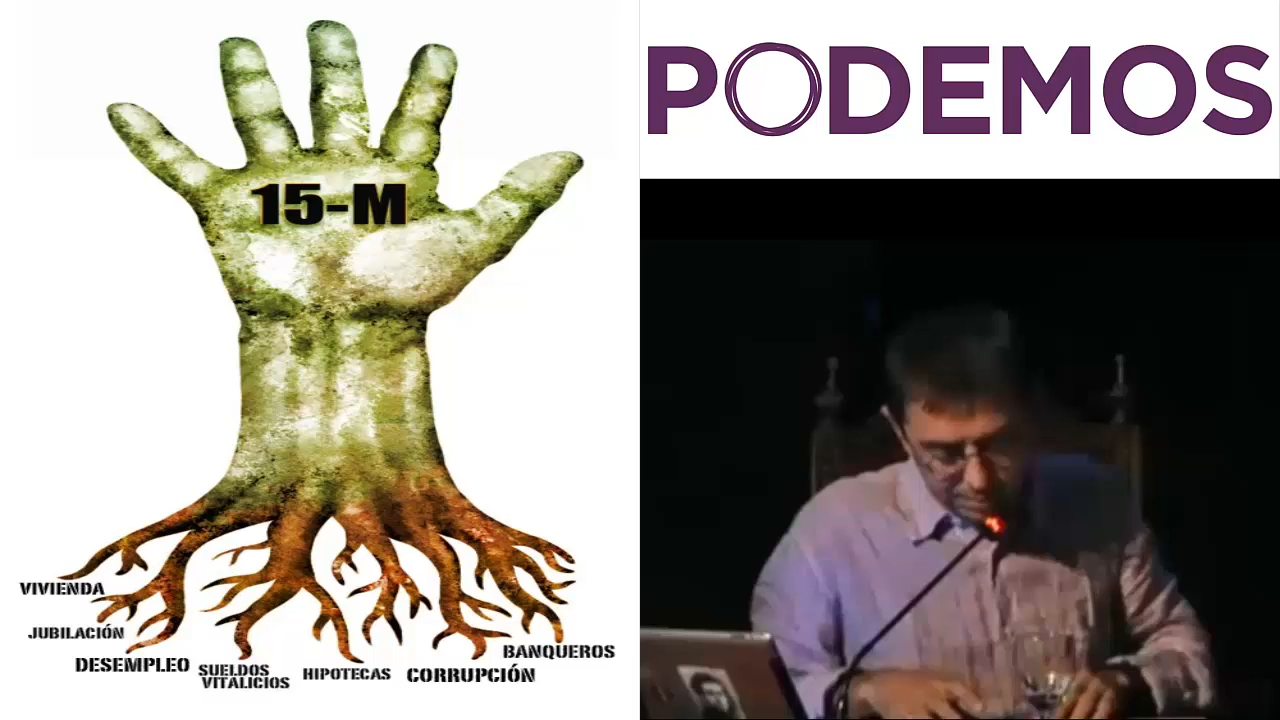 15-M
VIVIENDA
JUBILACIÓN
DESEMPLEO
SUELDOS
VITALICIOS
HIPOTECAS
CORRUPCIÓN
BANQUEROS
PODEMOS